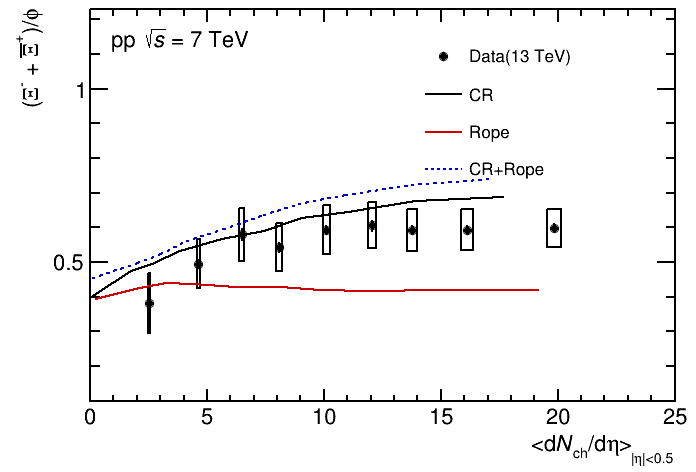 (Ξ⁻ + Ξ̅⁺)/ϕ
pp √s = 7 TeV
Data(13 TeV)
CR
Rope
CR+Rope
1
0.5
0 5 10 15 20 25
<dN_ch/dη>_|η|<0.5